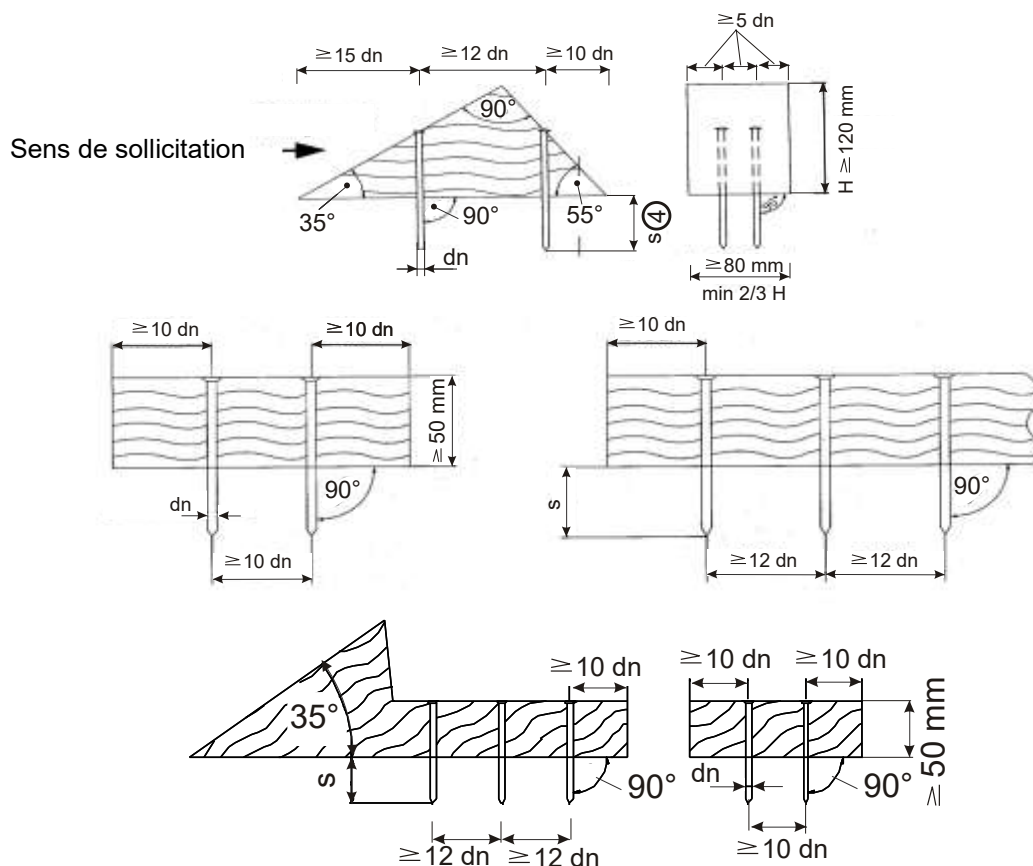 ≥5 dn
≥15 dn
≥12 dn
≥10 dn
90°
H ≥120 mm
Sens de sollicitation
35°
90°
55°
s④
dn
≥80 mm
min 2/3 H
≥10 dn
≥10 dn
≥10 dn
≥50 mm
90°
dn
s
90°
≥10 dn
≥12 dn
≥12 dn
≥10 dn
≥10 dn
≥10 dn
35°
≥50 mm
s
90°
dn
90°
≥12 dn
≥12 dn
≥10 dn